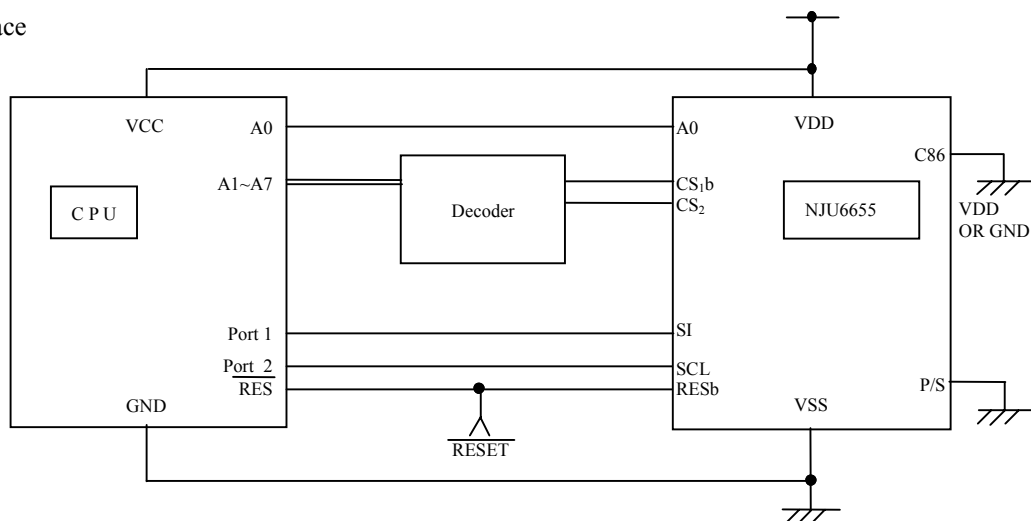 ace
VCC
A0
A1~A7
CPU
Port 1
Port 2
RES
GND
Decoder
RESET
A0
VDD
C86
CS₁b
CS₂
NJU6655
VDD
OR GND
SI
SCL
RESb
P/S
VSS